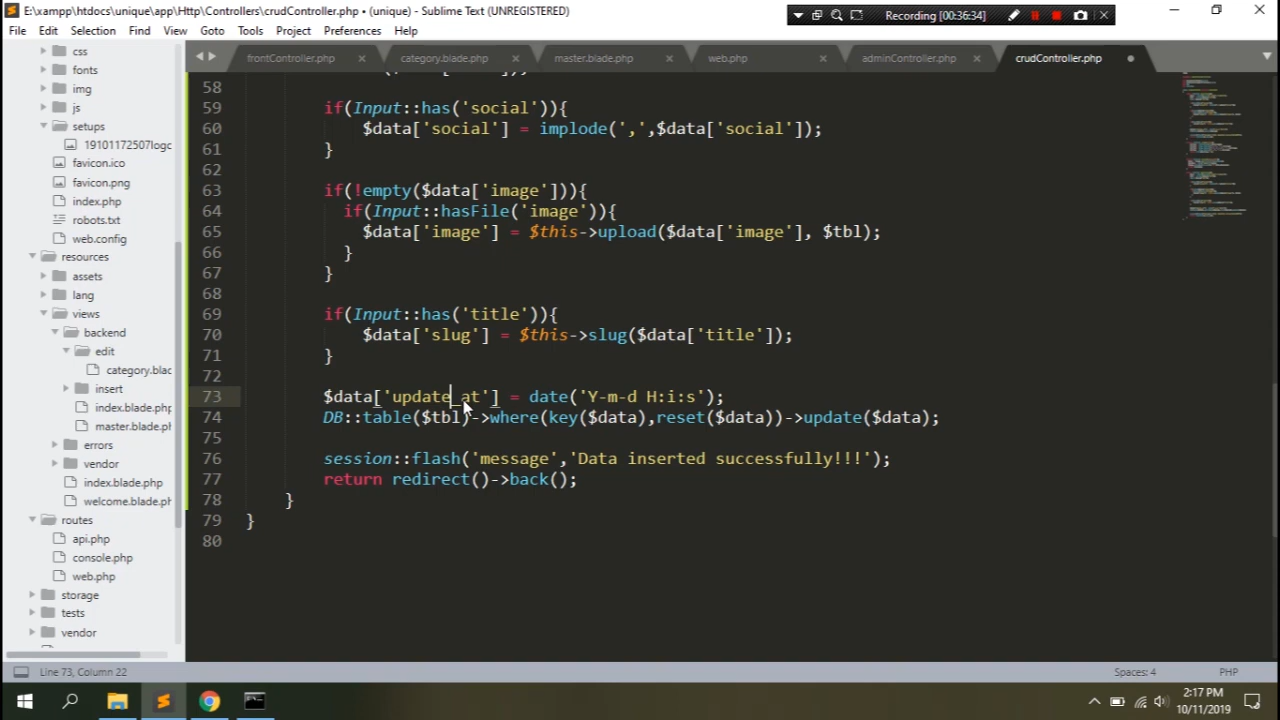 E:\xampp\htdocs\unique\app\Http\Controllers\crudController.php • (unique) - Sublime Text (UNREGISTERED)
Recording [00:36:34]
File Edit Selection Find View Goto Tools Project Preferences Help
frontController.php category.blade.php master.blade.php web.php adminController.php crudController.php
css
fonts
img
js
setups
19101172507logo
favicon.ico
favicon.png
index.php
robots.txt
web.config
resources
assets
lang
views
backend
edit
category.blad
insert
index.blade.php
master.blade.ph
errors
vendor
index.blade.php
welcome.blade.ph
routes
api.php
console.php
web.php
storage
tests
vendor
58
59 if(Input::has('social')){
60 $data['social'] = implode(',',$data['social']);
61 }
62
63 if(!empty($data['image'])){
64 if(Input::hasFile('image')){
65 $data['image'] = $this->upload($data['image'], $tbl);
66 }
67 }
68
69 if(Input::has('title')){
70 $data['slug'] = $this->slug($data['title']);
71 }
72
73 $data['update_at'] = date('Y-m-d H:i:s');
74 DB::table($tbl)->where(key($data),reset($data))->update($data);
75
76 session::flash('message','Data inserted successfully!!!');
77 return redirect()->back();
78 }
79 }
80
Line 73, Column 22 Spaces: 4 PHP
2:17 PM
10/11/2019